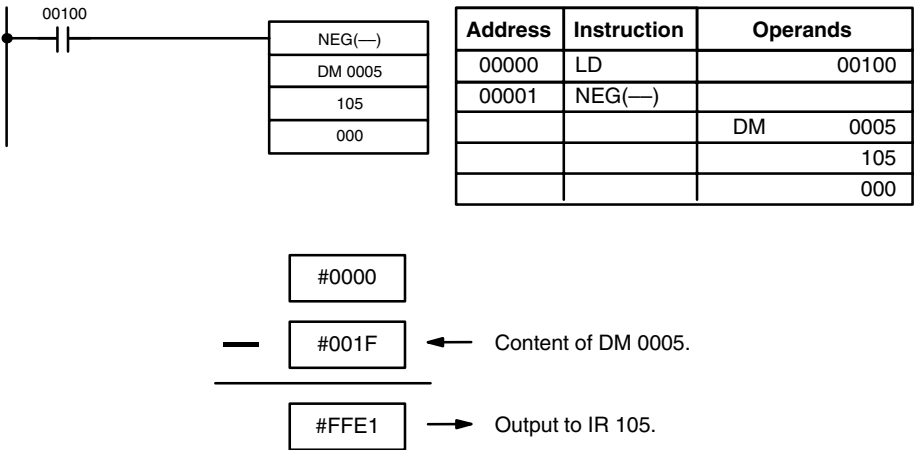 00100
NEG(––)
DM 0005
105
000
Address Instruction Operands
00000 LD 00100
00001 NEG(––)
DM 0005
105
000
#0000
– #001F Content of DM 0005.
#FFE1 Output to IR 105.